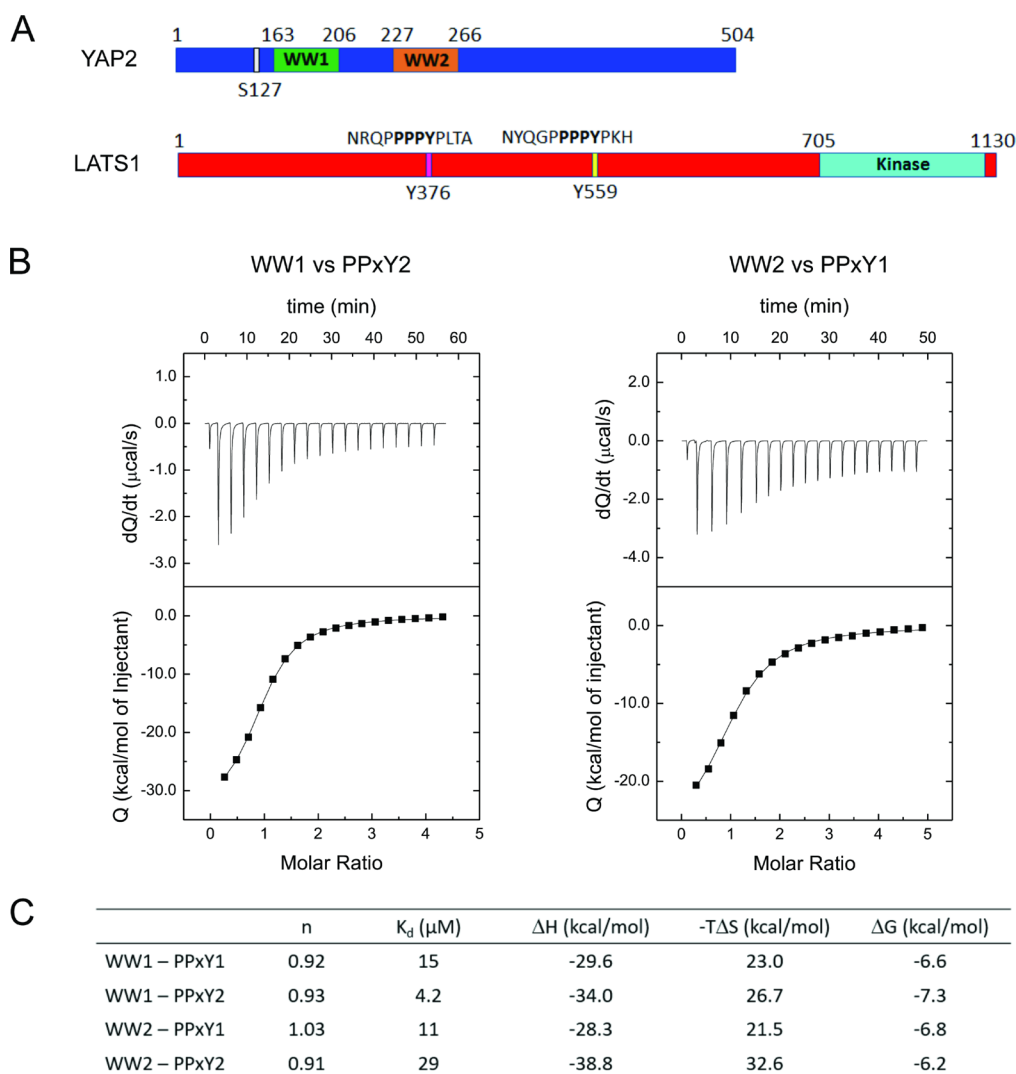 A
1 163 206 227 266 504
YAP2 WW1 WW2
S127
NRQPPPPYPLTA NYQGPPPPYPKH
1 705 1130
LATS1 Kinase
Y376 Y559
B
WW1 vs PPxY2 WW2 vs PPxY1
time (min) time (min)
0 10 20 30 40 50 60 0 10 20 30 40 50
1.0 2.0
0.0 0.0
-1.0 -2.0
-2.0 -4.0
-3.0
dQ/dt (μcal/s) dQ/dt (μcal/s)
0.0 0.0
-10.0 -10.0
-20.0 -20.0
-30.0
Q (kcal/mol of Injectant) Q (kcal/mol of injectant)
0 1 2 3 4 5 0 1 2 3 4 5
Molar Ratio Molar Ratio
C
n Kd (μM) ΔH (kcal/mol) -TΔS (kcal/mol) ΔG (kcal/mol)
WW1 – PPxY1 0.92 15 -29.6 23.0 -6.6
WW1 – PPxY2 0.93 4.2 -34.0 26.7 -7.3
WW2 – PPxY1 1.03 11 -28.3 21.5 -6.8
WW2 – PPxY2 0.91 29 -38.8 32.6 -6.2